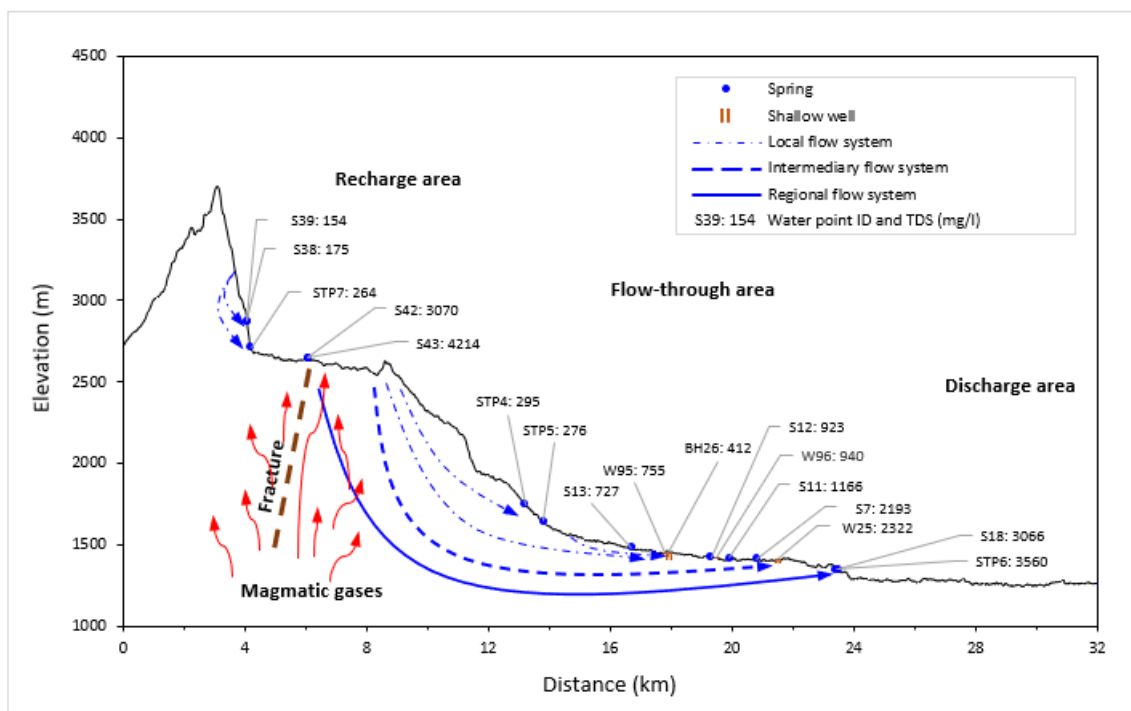 4500
4000
3500
3000
2500
2000
1500
1000
Elevation (m)
0
4
8
12
16
20
24
28
32
Distance (km)
Spring
Shallow well
Local flow system
Intermediary flow system
Regional flow system
S39: 154 Water point ID and TDS (mg/l)
Recharge area
Flow-through area
Discharge area
S39: 154
S38: 175
STP7: 264
S42: 3070
S43: 4214
STP4: 295
STP5: 276
W95: 755
S13: 727
BH26: 412
S12: 923
W96: 940
S11: 1166
S7: 2193
W25: 2322
S18: 3066
STP6: 3560
Fracture
Magmatic gases